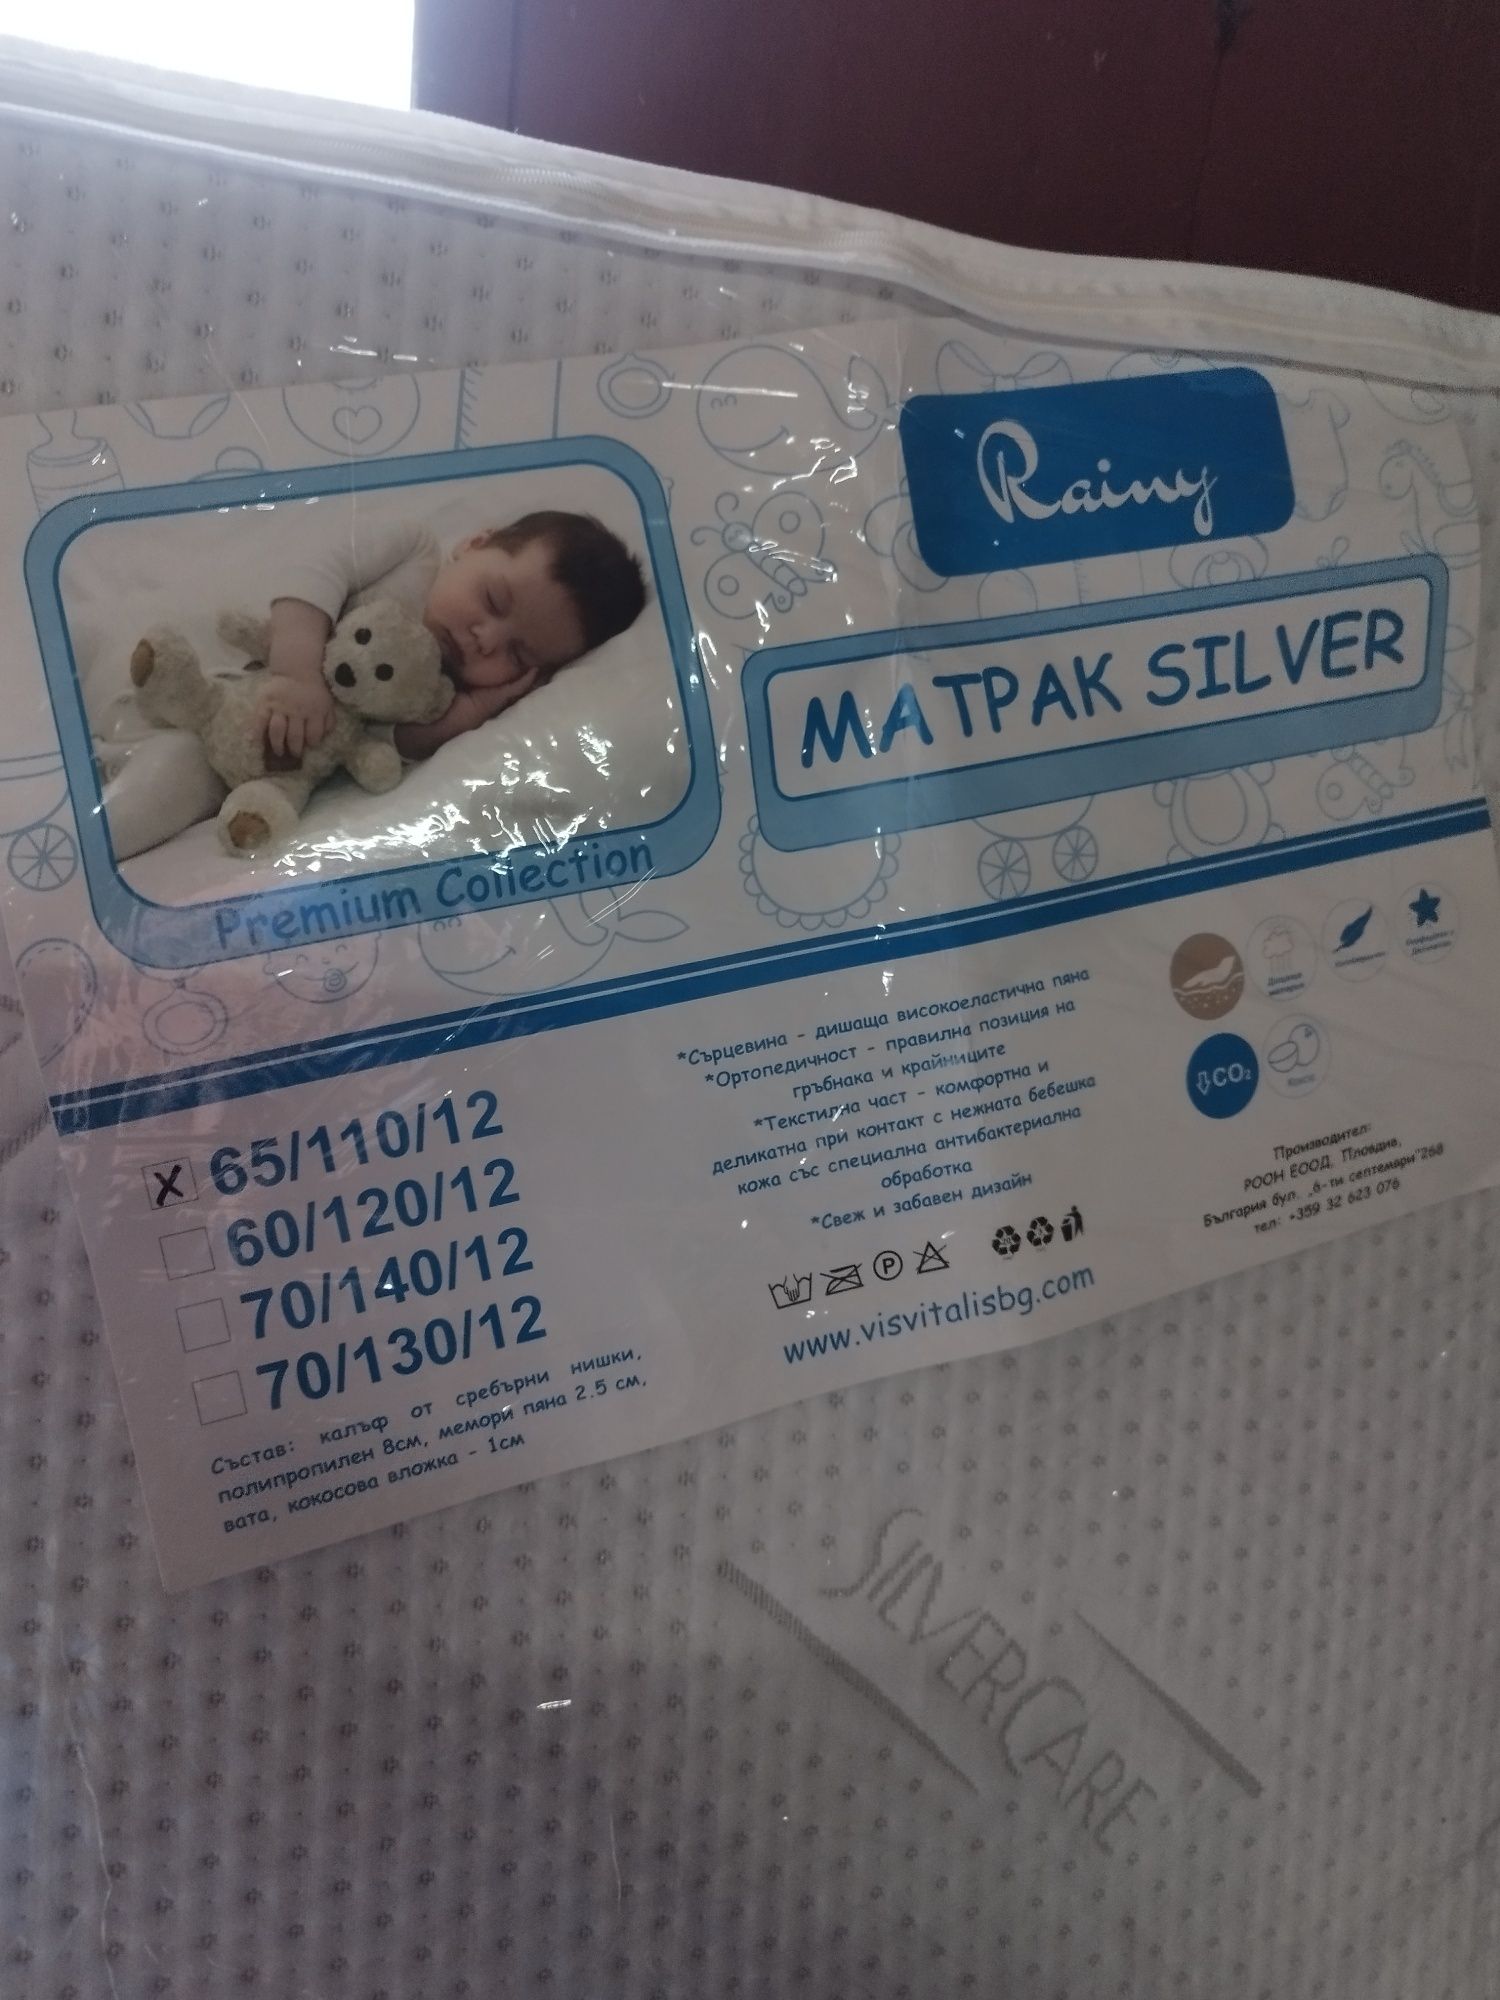 Rainy
МАТРАК SILVER
Premium Collection
X 65/110/12
60/120/12
70/140/12
70/130/12
Състав: калъф от сребърни нишки,
полипропилен 8см, мемори пяна 2.5 см,
вата, кокосова вложка - 1см
*Сърцевина - дишаща високоеластична пяна
*Ортопедичност - правилна позиция на
гръбнака и крайниците
*Текстилна част - комфортна и
деликатна при контакт с нежната бебешка
кожа със специална антибактериална
обработка
*Свеж и забавен дизайн
P
www.visvitalisbg.com
Дишаща
материя
CO₂
Кокос
Производител:
РООН ЕООД, Пловдив,
България бул. „6-ти септември"268
тел: +359 32 623 076
SILVERCARE